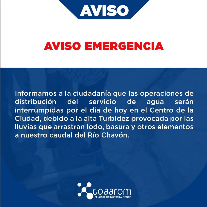 AVISO
AVISO EMERGENCIA
Informamos a la ciudadanía que las operaciones de
distribución del servicio de agua serán
interrumpidas por el día de hoy en el Centro de la
Ciudad, debido a la alta Turbidez provocada por las
lluvias que arrastran lodo, basura y otros elementos
a nuestro caudal del Río Chavón.
coaarom